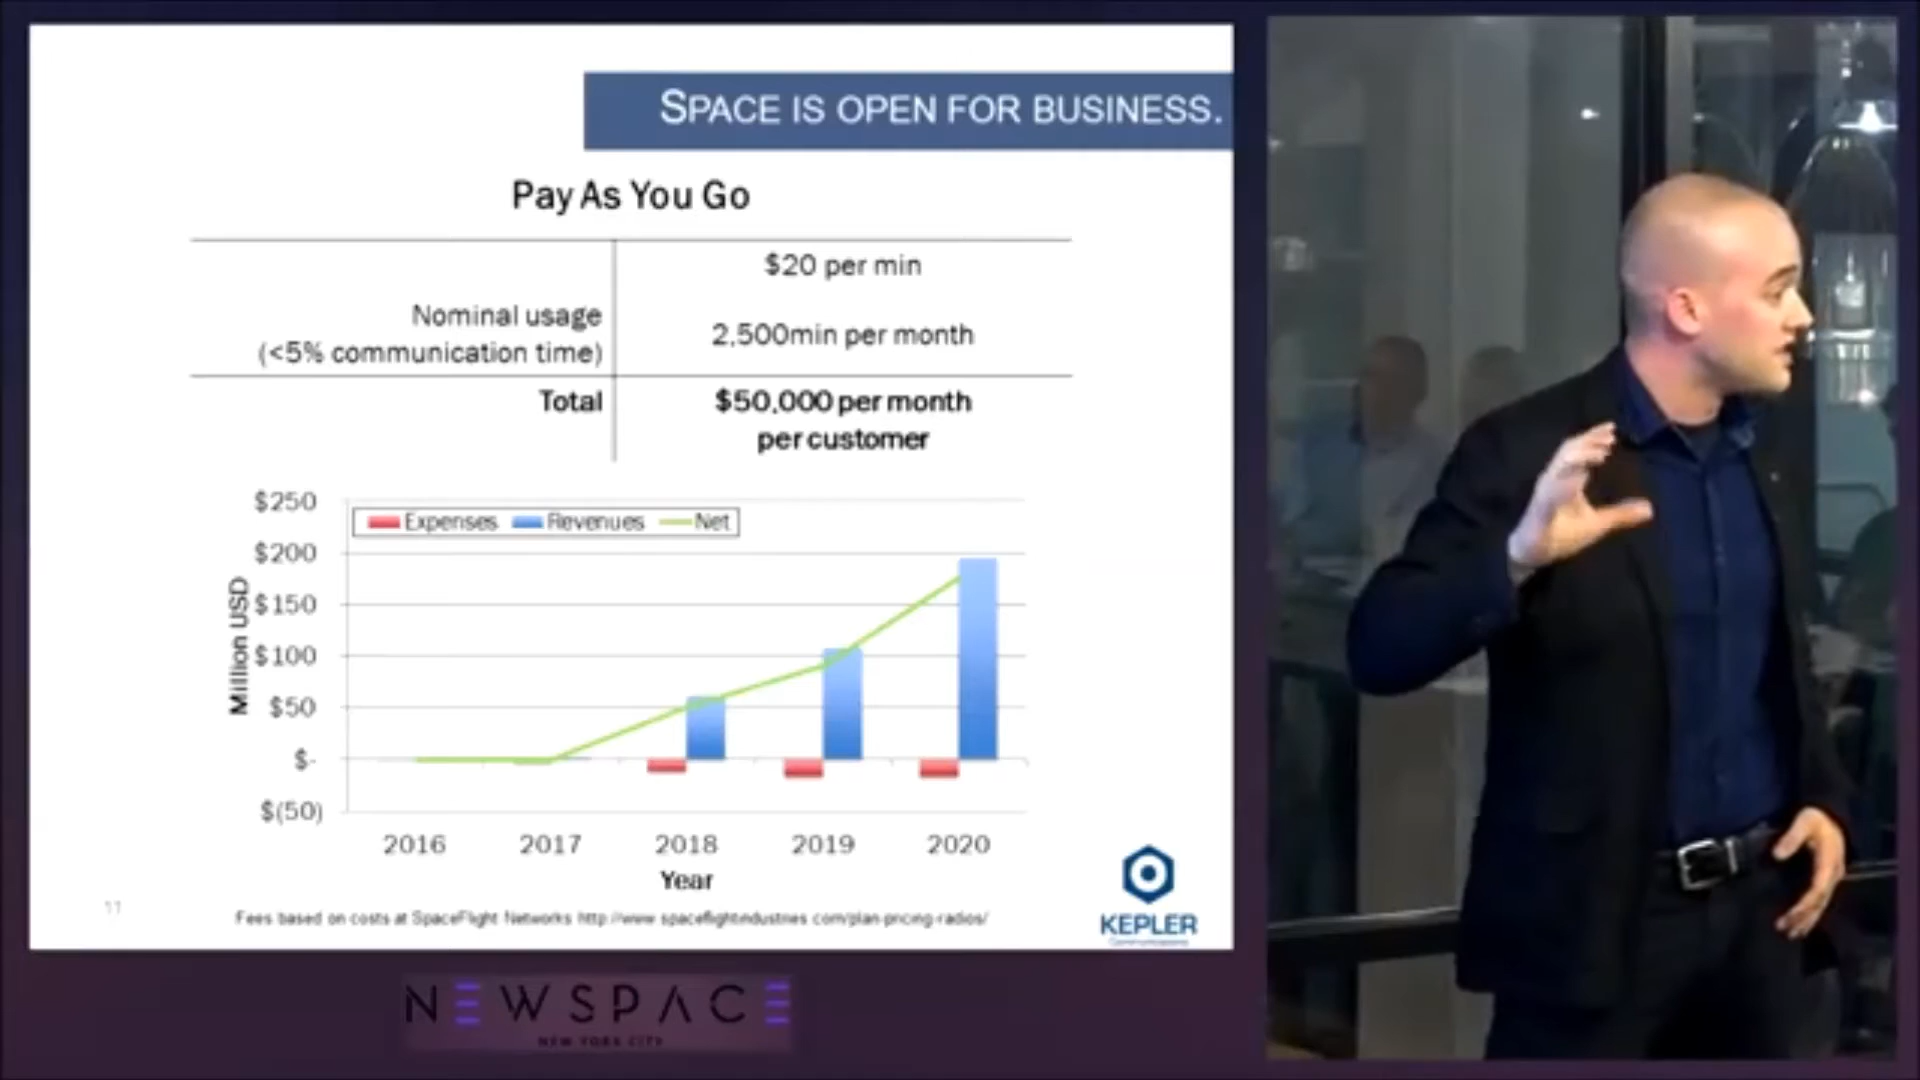 SPACE IS OPEN FOR BUSINESS.
Pay As You Go
$20 per min
Nominal usage
(<5% communication time)
2,500min per month
Total
$50,000 per month
per customer
$250
$200
$150
$100
$50
$-
$(50)
Million USD
Expenses Revenues Net
2016 2017 2018 2019 2020
Year
11
Fees based on costs at SpaceFlight Networks http://www.spaceflightindustries.com/plan-pricing-radios/
KEPLER
Communications
NEWSPACE
NEW YORK CITY